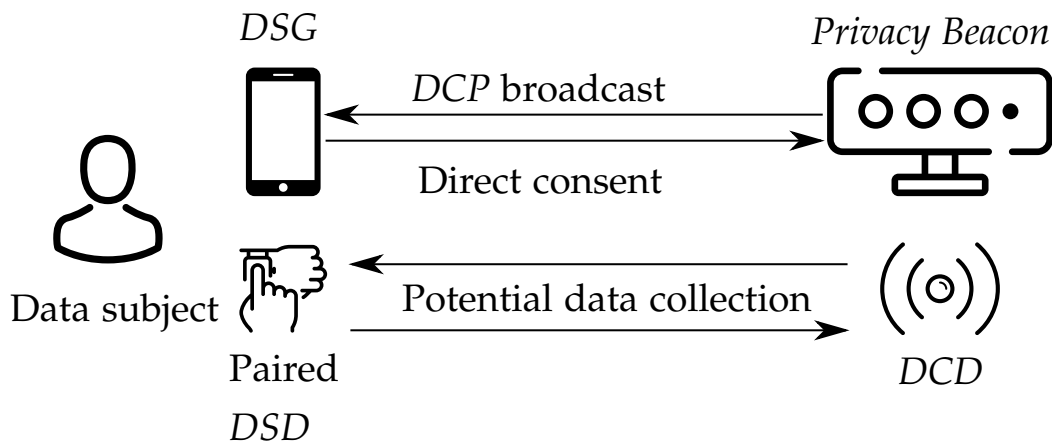 DSG
Privacy Beacon
DCP broadcast
Direct consent
Data subject
Potential data collection
Paired
DSD
DCD